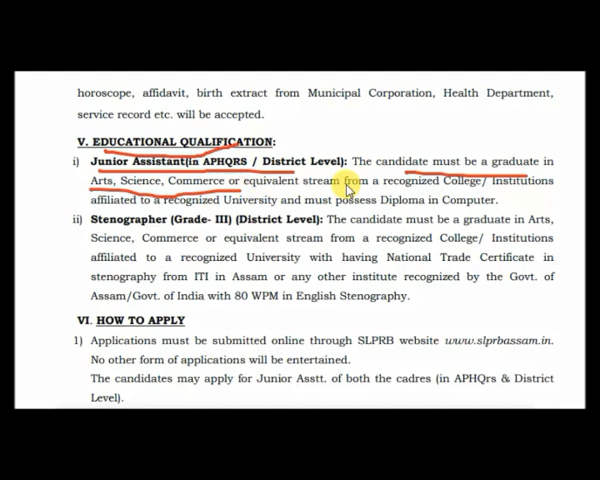 horoscope, affidavit, birth extract from Municipal Corporation, Health Department,
service record etc. will be accepted.
V. EDUCATIONAL QUALIFICATION:
i) Junior Assistant(in APHQRS / District Level): The candidate must be a graduate in
Arts, Science, Commerce or equivalent stream from a recognized College/ Institutions
affiliated to a recognized University and must possess Diploma in Computer.
ii) Stenographer (Grade- III) (District Level): The candidate must be a graduate in Arts,
Science, Commerce or equivalent stream from a recognized College/ Institutions
affiliated to a recognized University with having National Trade Certificate in
stenography from ITI in Assam or any other institute recognized by the Govt. of
Assam/Govt. of India with 80 WPM in English Stenography.
VI. HOW TO APPLY
1) Applications must be submitted online through SLPRB website www.slprbassam.in.
No other form of applications will be entertained.
The candidates may apply for Junior Asstt. of both the cadres (in APHQrs & District
Level).